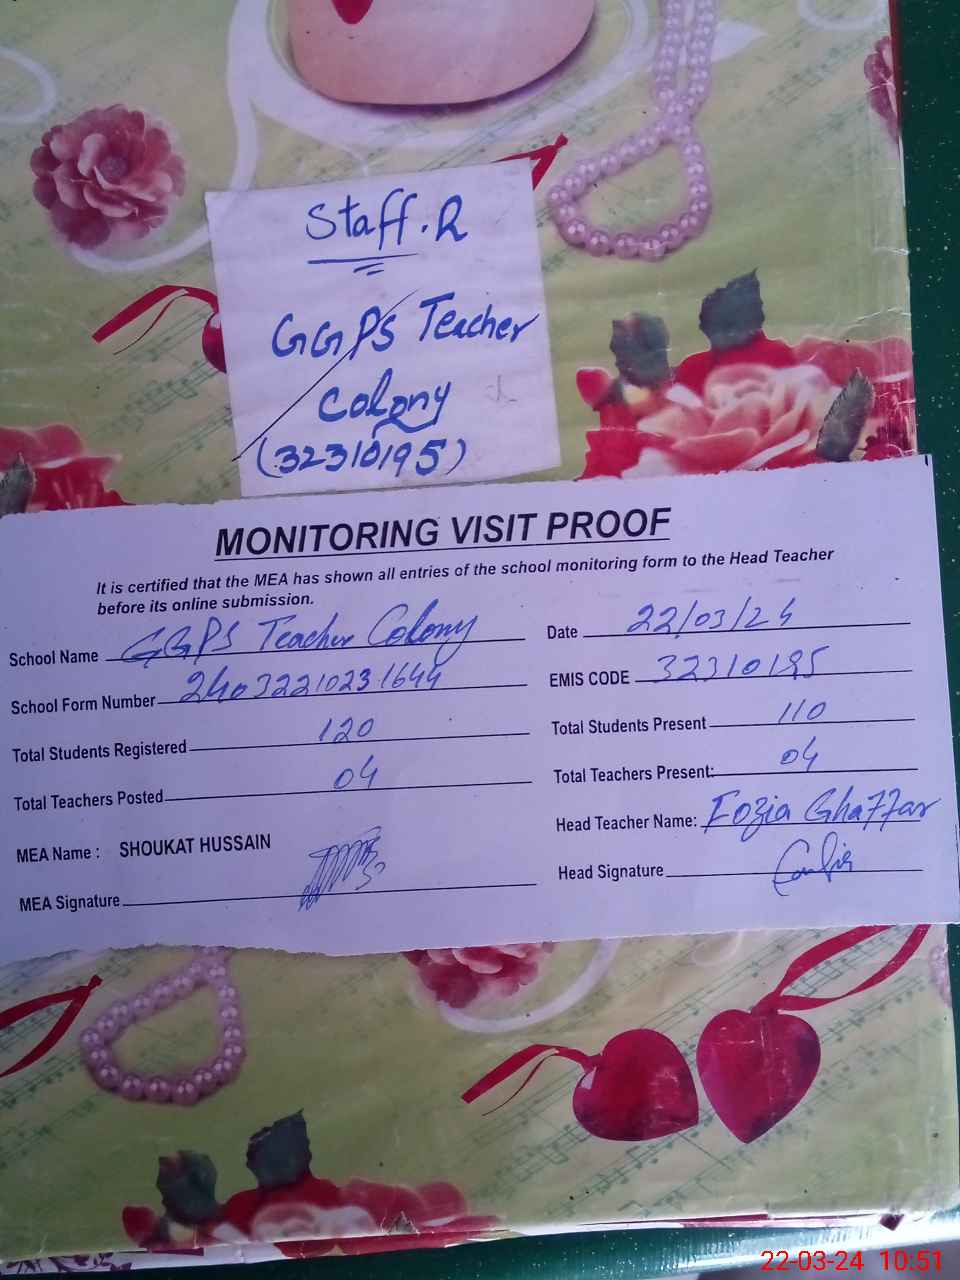 Staff.R
GGPS Teacher
Colony
(32310195)
MONITORING VISIT PROOF
It is certified that the MEA has shown all entries of the school monitoring form to the Head Teacher
before its online submission.
School Name GGPS Teacher Colony
Date 22/03/24
School Form Number 2403221023 1644
EMIS CODE 32310195
Total Students Registered 120
Total Students Present 110
Total Teachers Posted 04
Total Teachers Present: 04
MEA Name : SHOUKAT HUSSAIN
Head Teacher Name: Fozia Ghaffar
MEA Signature
Head Signature
22-03-24 10:51